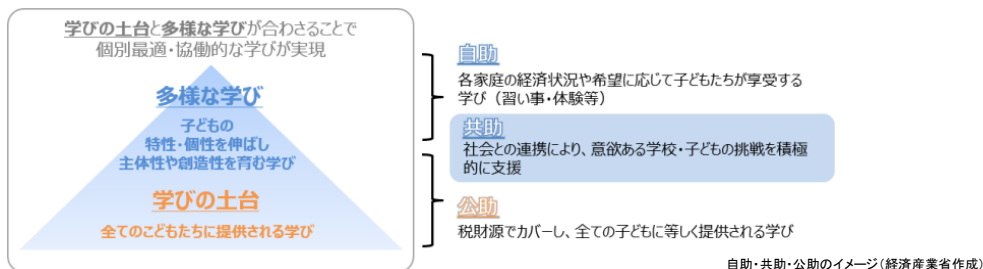 学びの土台と多様な学びが合わさることで
個別最適・協働的な学びが実現
多様な学び
子どもの
特性・個性を伸ばし
主体性や創造性を育む学び
学びの土台
全てのこどもたちに提供される学び
自助
各家庭の経済状況や希望に応じて子どもたちが享受する
学び（習い事・体験等）
共助
社会との連携により、意欲ある学校・子どもの挑戦を積極
的に支援
公助
税財源でカバーし、全ての子どもに等しく提供される学び
自助・共助・公助のイメージ（経済産業省作成）